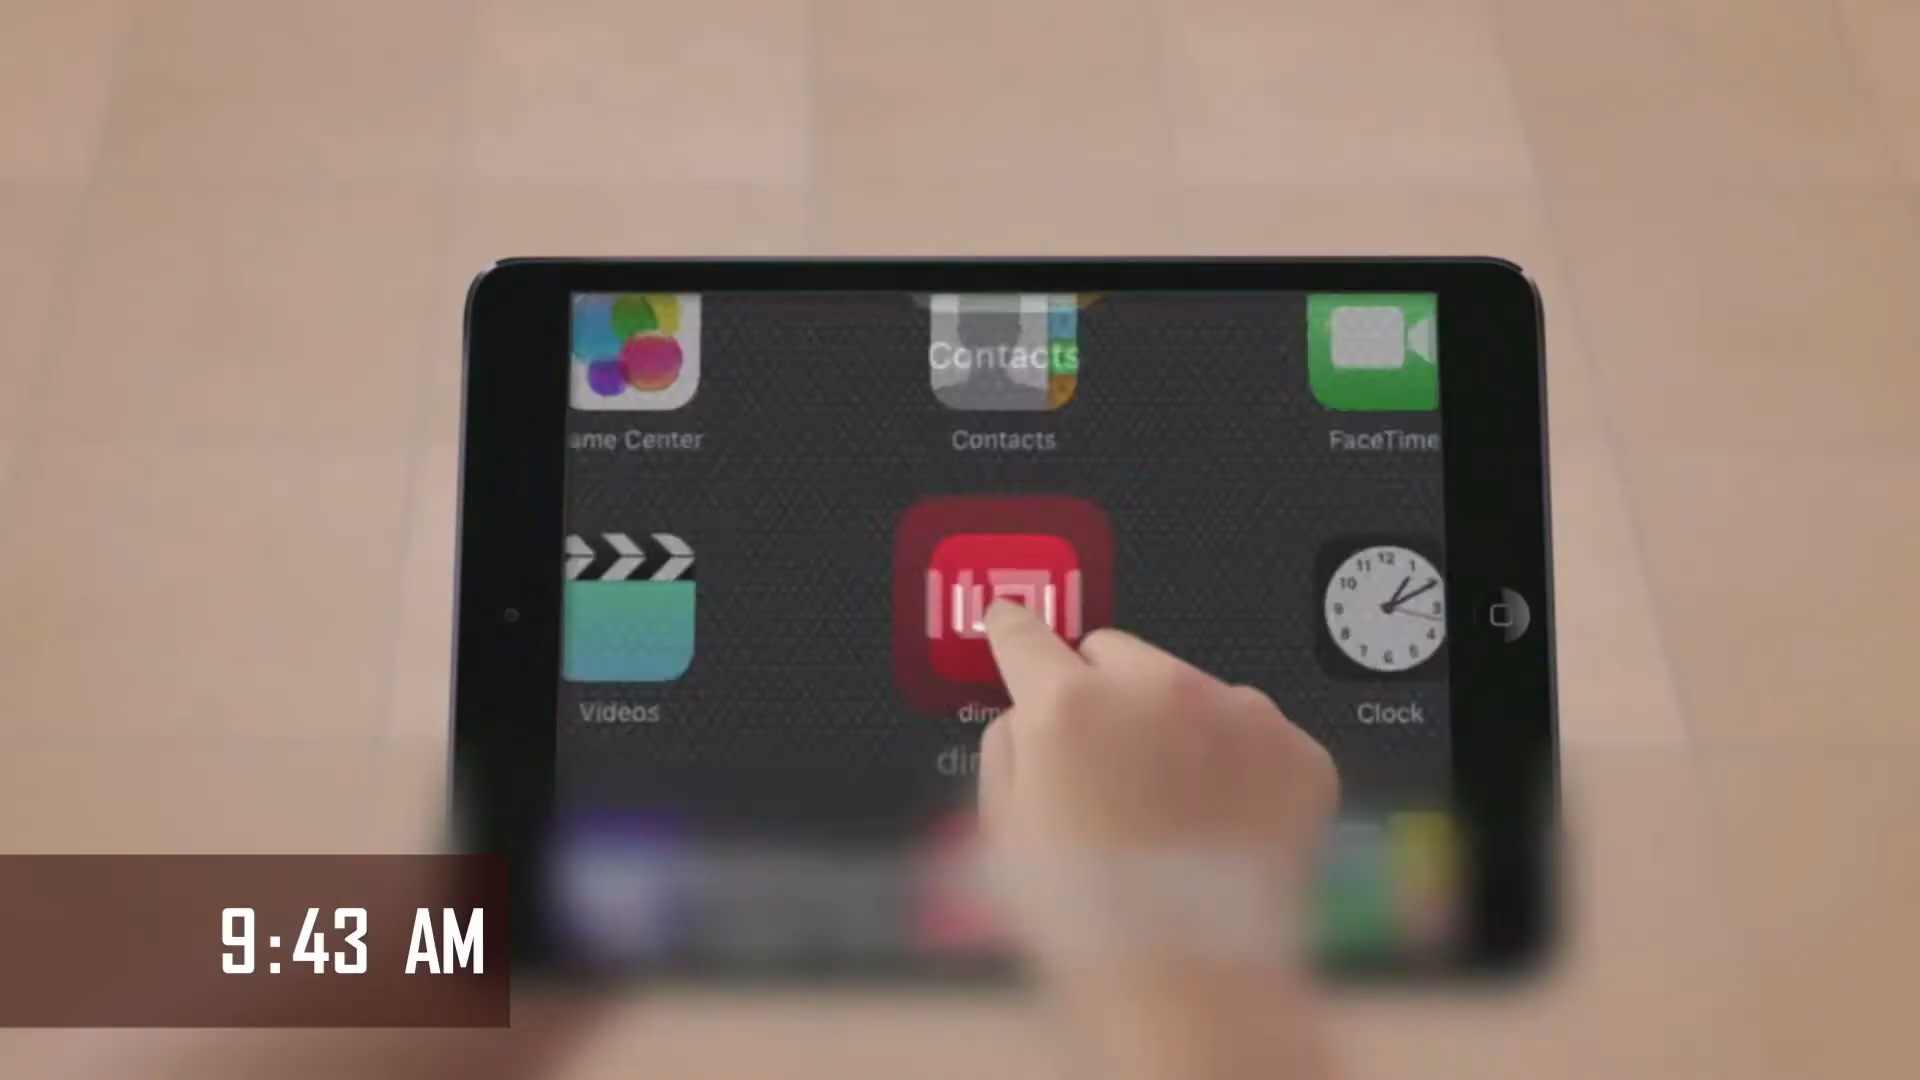 Contacts
ame Center
Contacts
FaceTime
Videos
Clock
9:43 AM